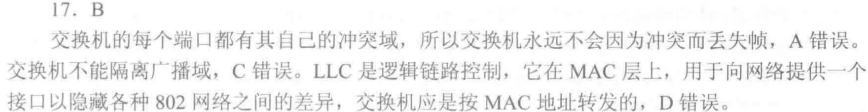 17. B
交换机的每个端口都有其自己的冲突域，所以交换机永远不会因为冲突而丢失帧，A 错误。
交换机不能隔离广播域，C 错误。LLC 是逻辑链路控制，它在 MAC 层上，用于向网络提供一个
接口以隐藏各种 802 网络之间的差异，交换机应是按 MAC 地址转发的，D 错误。